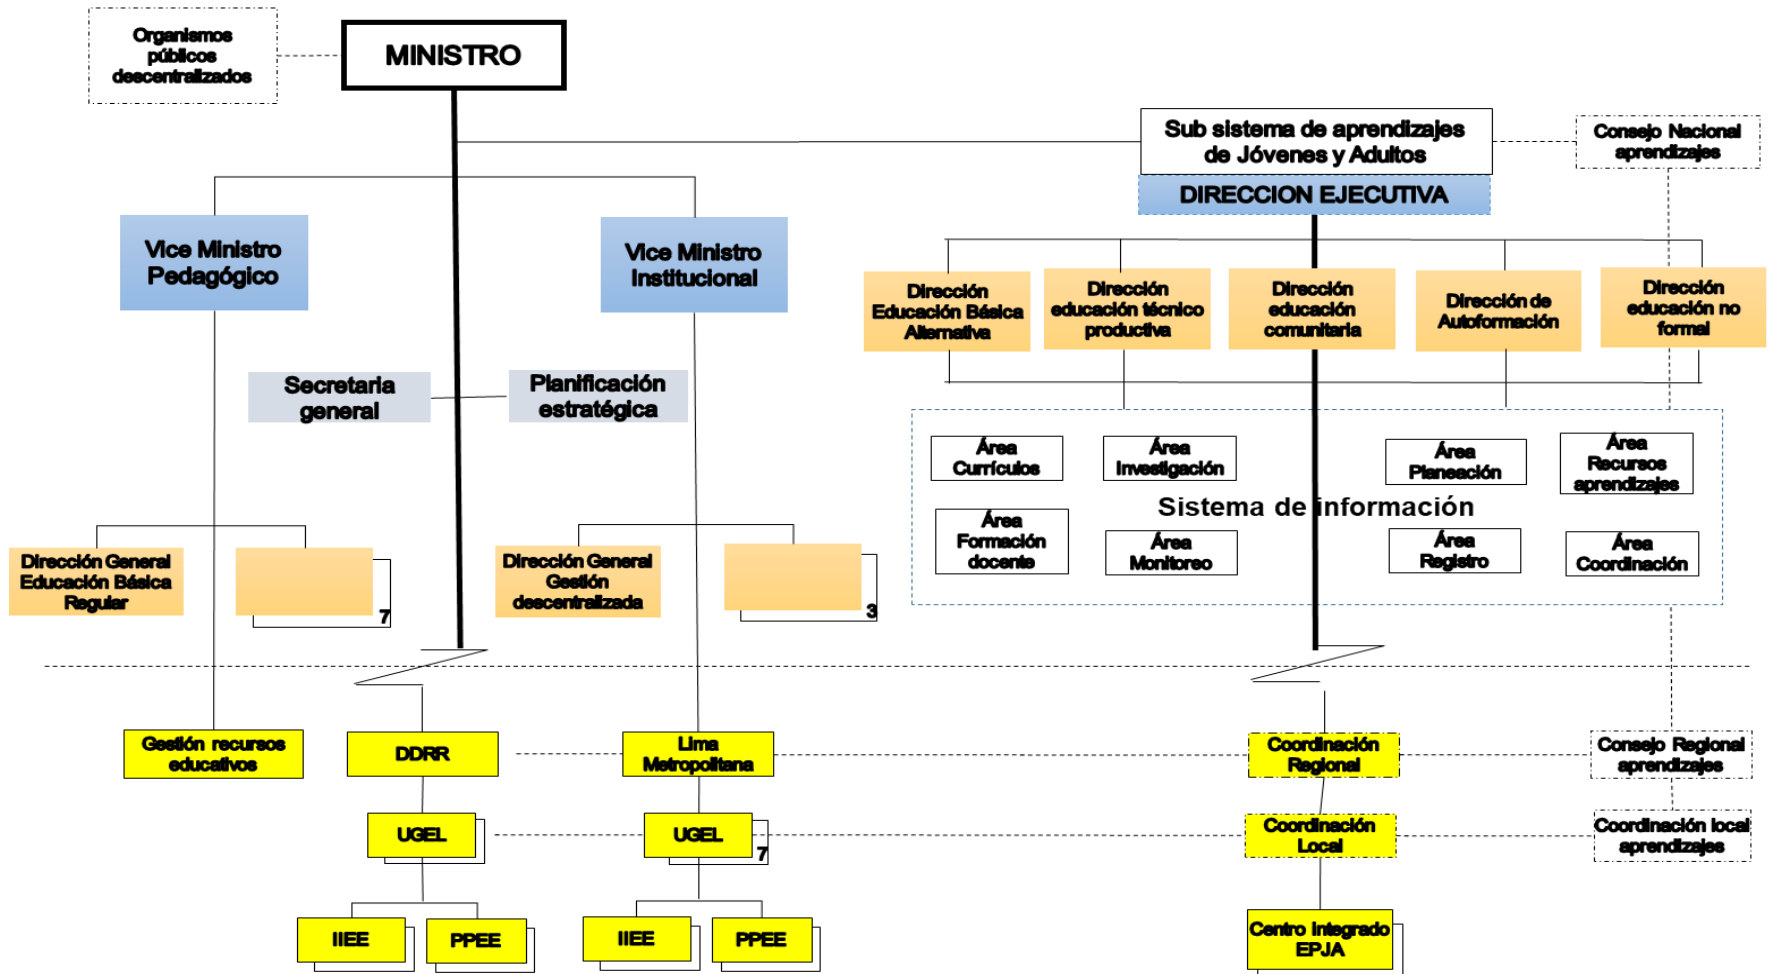 Organismos
públicos
descentralizados
MINISTRO
Sub sistema de aprendizajes
de Jóvenes y Adultos
Consejo Nacional
aprendizajes
DIRECCION EJECUTIVA
Vice Ministro
Pedagógico
Vice Ministro
Institucional
Dirección
Educación Básica
Alternativa
Dirección
educación técnico
productiva
Dirección
educación
comunitaria
Dirección de
Autoformación
Dirección
educación no
formal
Secretaria
general
Planificación
estratégica
Área
Currículos
Área
Investigación
Área
Planeación
Área
Recursos
aprendizajes
Sistema de información
Área
Formación
docente
Área
Monitoreo
Área
Registro
Área
Coordinación
Dirección General
Educación Básica
Regular
7
Dirección General
Gestión
descentralizada
3
Gestión recursos
educativos
DDRR
Lima
Metropolitana
Coordinación
Regional
Consejo Regional
aprendizajes
UGEL
UGEL
7
Coordinación
Local
Coordinación local
aprendizajes
IIEE
PPEE
IIEE
PPEE
Centro integrado
EPJA